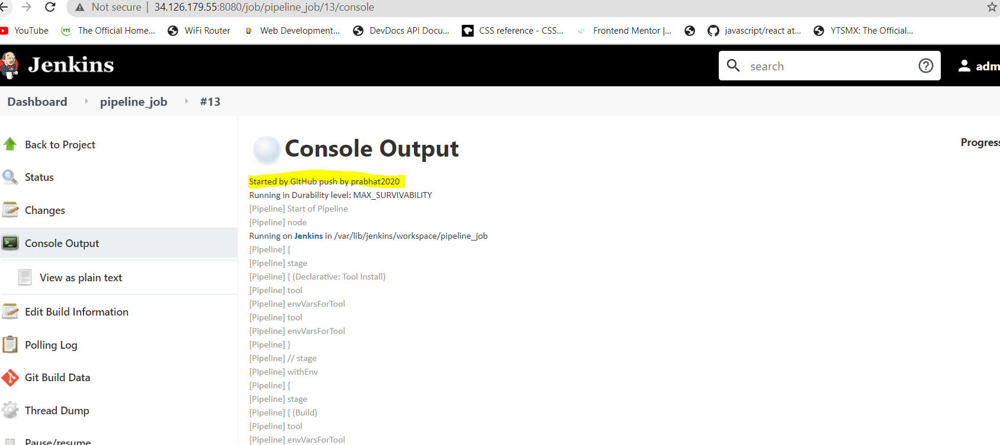 Not secure | 34.126.179.55:8080/job/pipeline_job/13/console
YouTube The Official Home... WiFi Router Web Development... DevDocs API Docu... CSS reference - CSS... Frontend Mentor |... javascript/react at... YTSMX: The Official...
Jenkins search adm
Dashboard pipeline_job #13
Back to Project
Status
Changes
Console Output
View as plain text
Edit Build Information
Polling Log
Git Build Data
Thread Dump
Pause/resume
Console Output
Progress
Started by GitHub push by prabhat2020
Running in Durability level: MAX_SURVIVABILITY
[Pipeline] Start of Pipeline
[Pipeline] node
Running on Jenkins in /var/lib/jenkins/workspace/pipeline_job
[Pipeline] {
[Pipeline] stage
[Pipeline] { (Declarative: Tool Install)
[Pipeline] tool
[Pipeline] envVarsForTool
[Pipeline] tool
[Pipeline] envVarsForTool
[Pipeline] }
[Pipeline] // stage
[Pipeline] withEnv
[Pipeline] {
[Pipeline] stage
[Pipeline] { (Build)
[Pipeline] tool
[Pipeline] envVarsForTool